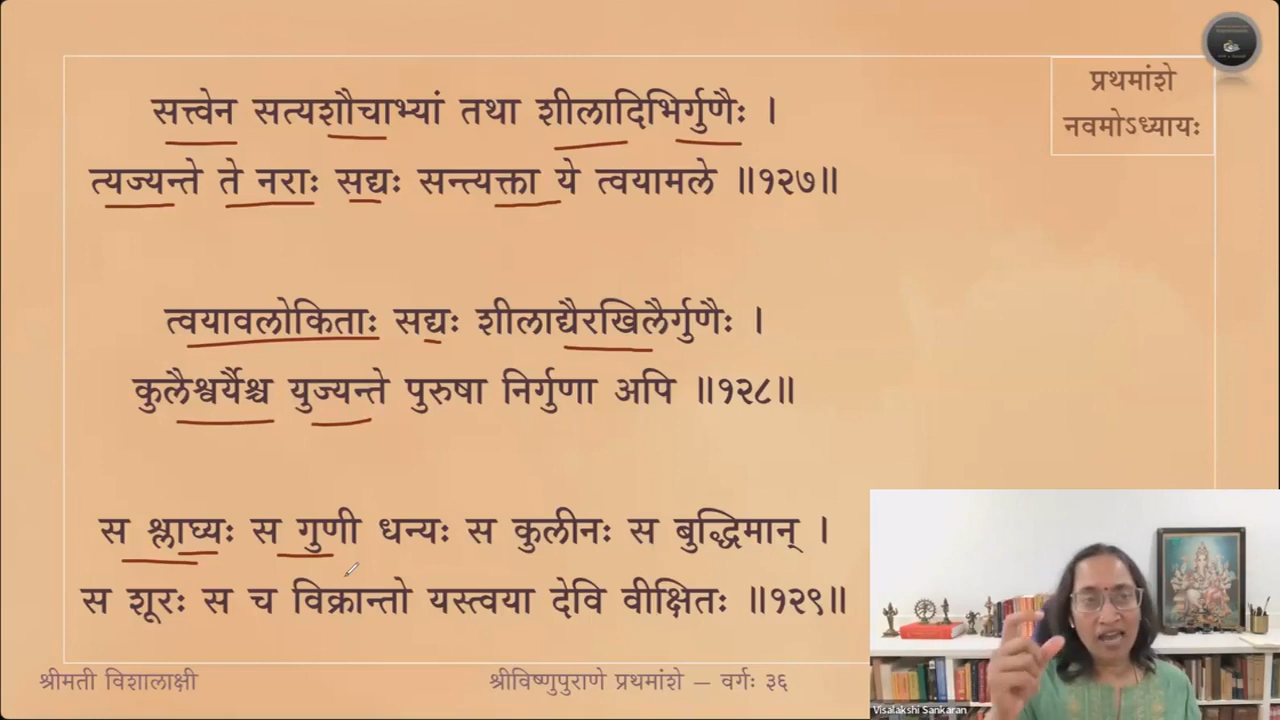 सत्त्वेन सत्यशौचाभ्यां तथा शीलादिभिर्गुणैः ।
त्यज्यन्ते ते नराः सद्यः सन्त्यक्ता ये त्वयामले ॥१२७॥
त्वयावलोकिताः सद्यः शीलाद्यैरखिलैर्गुणैः ।
कुलैश्वर्यैश्च युज्यन्ते पुरुषा निर्गुणा अपि ॥१२८॥
स श्लाघ्यः स गुणी धन्यः स कुलीनः स बुद्धिमान् ।
स शूरः स च विक्रान्तो यस्त्वया देवि वीक्षितः ॥१२९॥
प्रथमांशे
नवमोऽध्यायः
श्रीमती विशालाक्षी
श्रीविष्णुपुराणे प्रथमांशे – वर्गः ३६
Visalakshi Sankaran